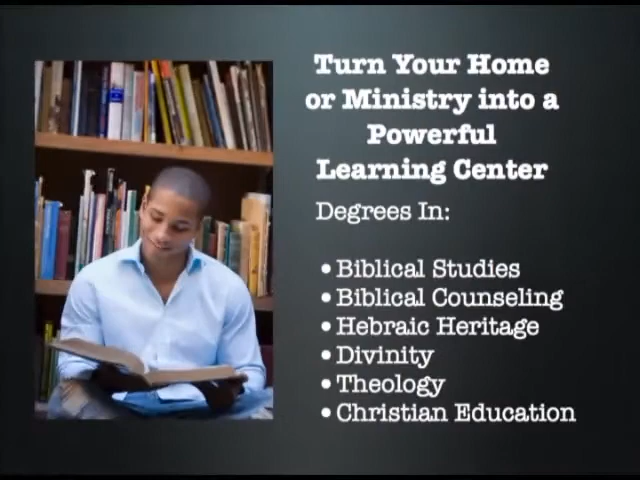 Turn Your Home
or Ministry into a
Powerful
Learning Center
Degrees In:
• Biblical Studies
• Biblical Counseling
• Hebraic Heritage
• Divinity
• Theology
• Christian Education